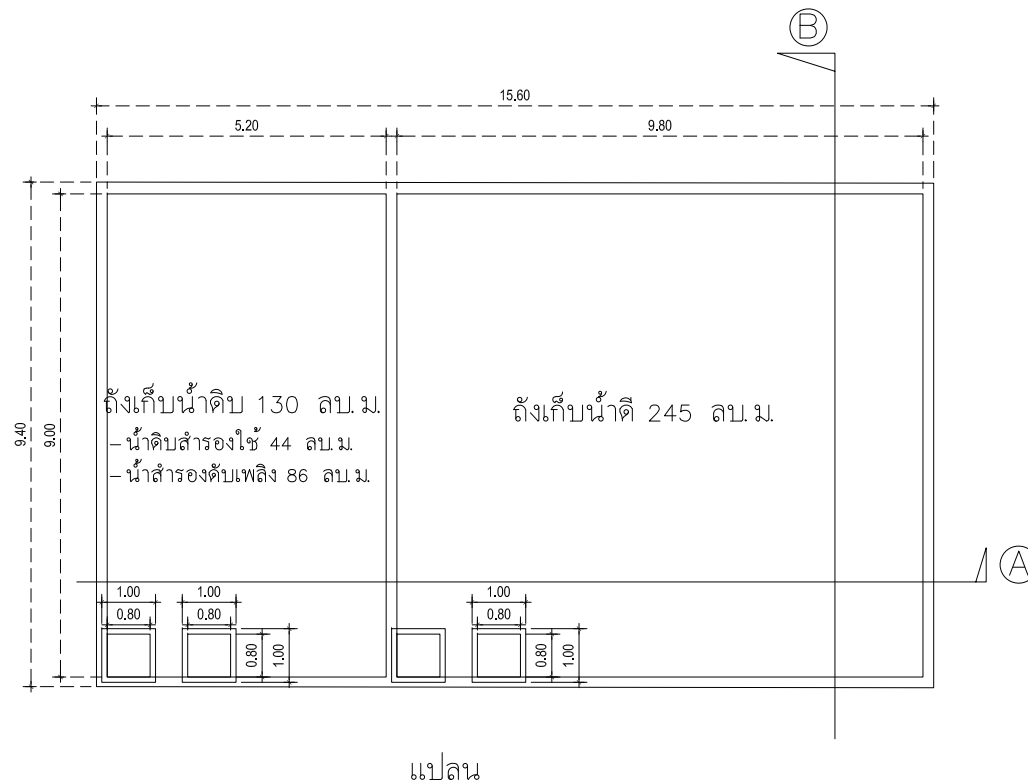 B
15.60
5.20 9.80
9.40
9.00
ถังเก็บน้ำดิบ 130 ลบ.ม.
– น้ำดิบสำรองใช้ 44 ลบ.ม.
– น้ำสำรองดับเพลิง 86 ลบ.ม.
ถังเก็บน้ำดี 245 ลบ.ม.
A
1.00 1.00 1.00
0.80 0.80 0.80
0.80 1.00 0.80 1.00
แปลน